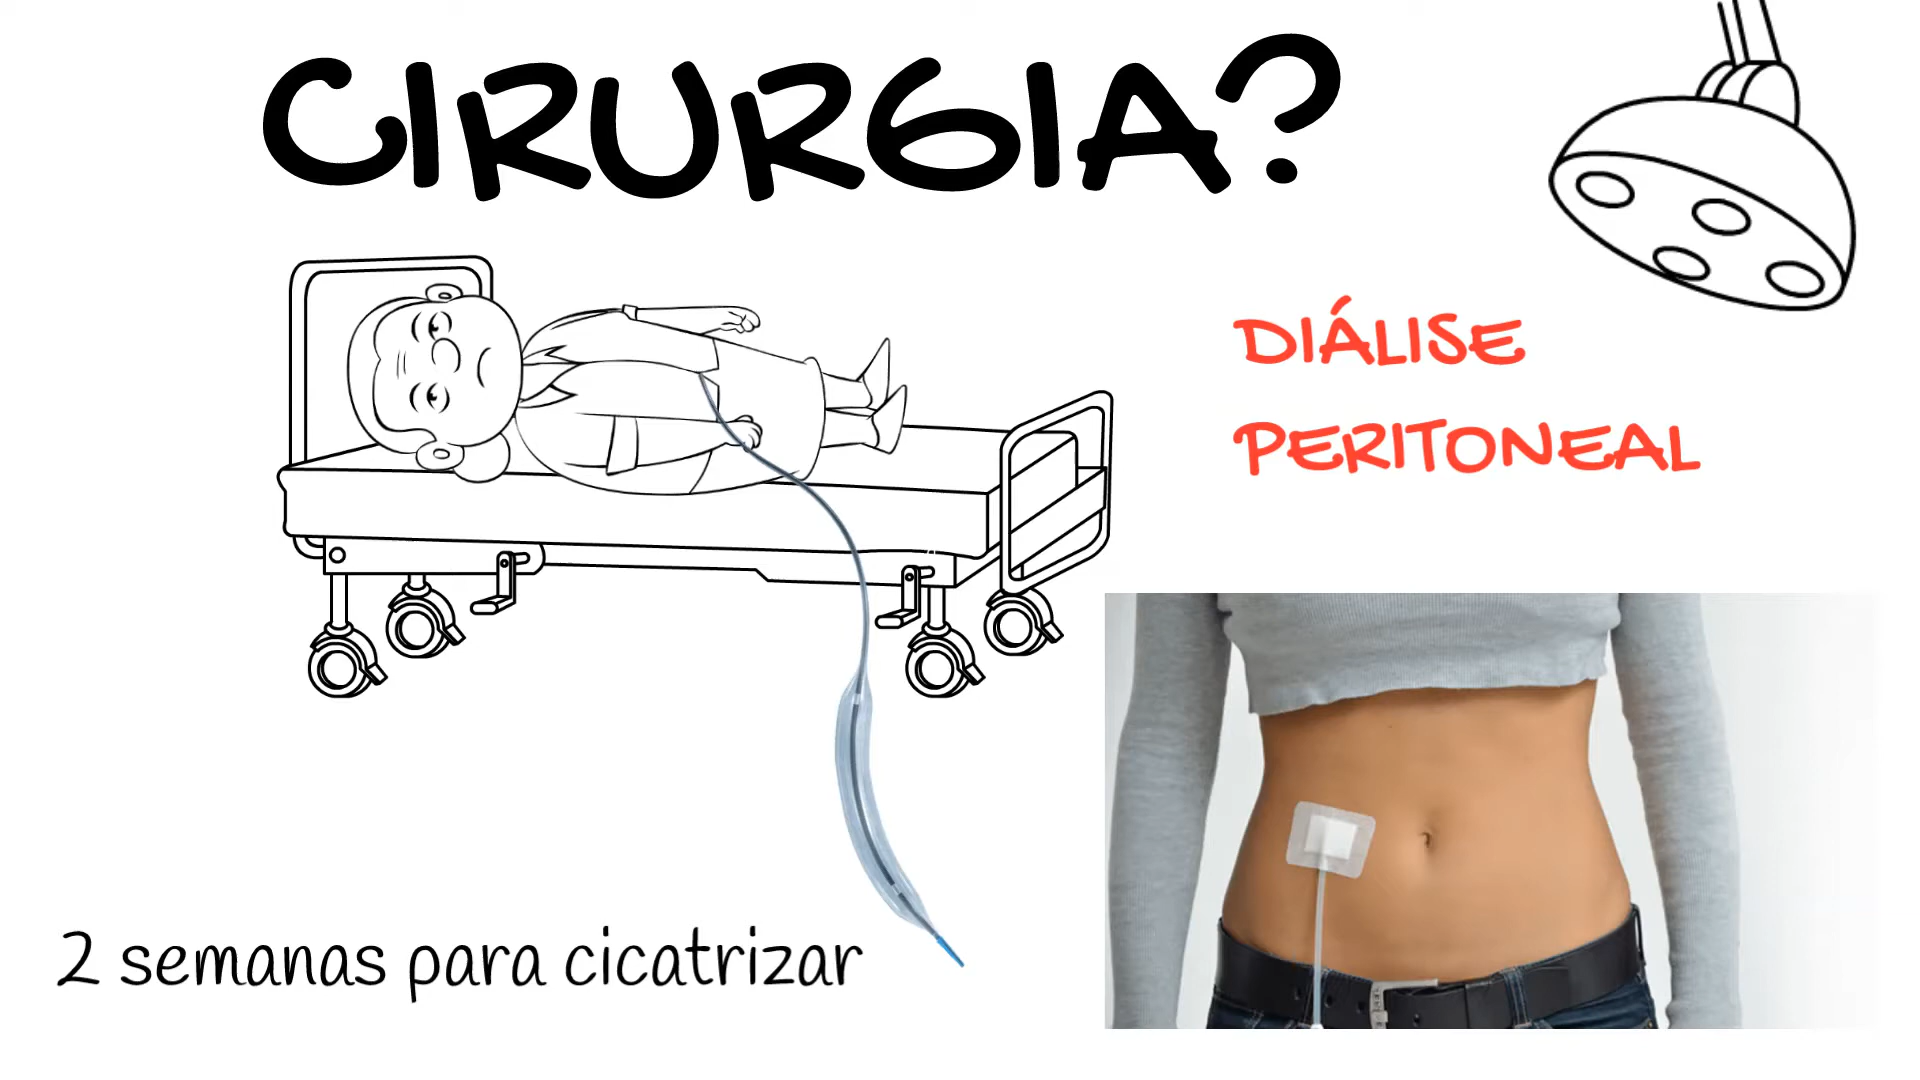 CIRURGIA?
DIÁLISE
PERITONEAL
2 semanas para cicatrizar